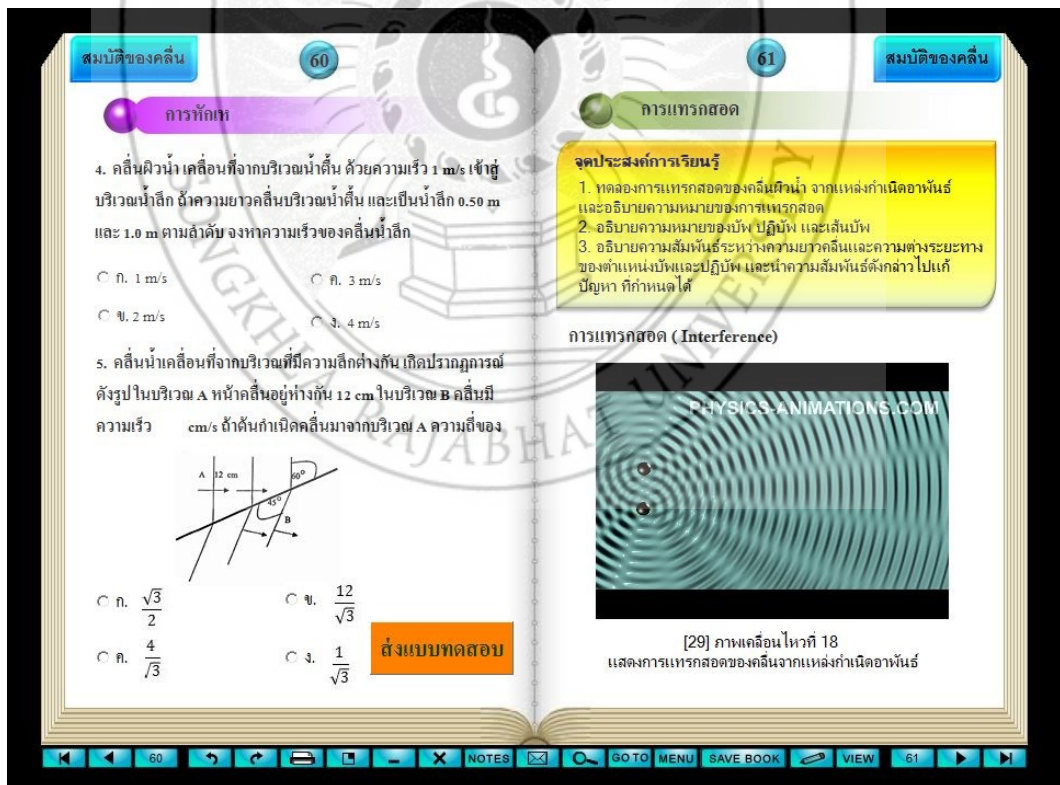 สมบัติของคลื่น
60
การหักเห
4. คลื่นผิวน้ำ เคลื่อนที่จากบริเวณน้ำตื้น ด้วยความเร็ว 1 m/s เข้าสู่
บริเวณน้ำลึก ถ้าความยาวคลื่นบริเวณน้ำตื้น และเป็นน้ำลึก 0.50 m
และ 1.0 m ตามลำดับ จงหาความเร็วของคลื่นน้ำลึก
ก. 1 m/s
ค. 3 m/s
ข. 2 m/s
ง. 4 m/s
5. คลื่นน้ำเคลื่อนที่จากบริเวณที่มีความลึกต่างกัน เกิดปรากฏการณ์
ดังรูป ในบริเวณ A หน้าคลื่นอยู่ห่างกัน 12 cm ในบริเวณ B คลื่นมี
ความเร็ว cm/s ถ้าต้นกำเนิดคลื่นมาจากบริเวณ A ความถี่ของ
A 12 cm 60°
45°
B
ก. √3/2
ข. 12/√3
ค. 4/√3
ง. 1/√3
ส่งแบบทดสอบ
61
สมบัติของคลื่น
การแทรกสอด
จุดประสงค์การเรียนรู้
1. ทดลองการแทรกสอดของคลื่นผิวน้ำ จากแหล่งกำเนิดอาพันธ์
และอธิบายความหมายของการแทรกสอด
2. อธิบายความหมายของบัพ ปฏิบัพ และเส้นบัพ
3. อธิบายความสัมพันธ์ระหว่างความยาวคลื่นและความต่างระยะทาง
ของตำแหน่งบัพและปฏิบัพ และนำความสัมพันธ์ดังกล่าวไปแก้
ปัญหา ที่กำหนดได้
การแทรกสอด ( Interference)
PHYSICS-ANIMATIONS.COM
[29] ภาพเคลื่อนไหวที่ 18
แสดงการแทรกสอดของคลื่นจากแหล่งกำเนิดอาพันธ์
SONGKHLA RAJABHAT UNIVERSITY
60 NOTES GO TO MENU SAVE BOOK VIEW 61